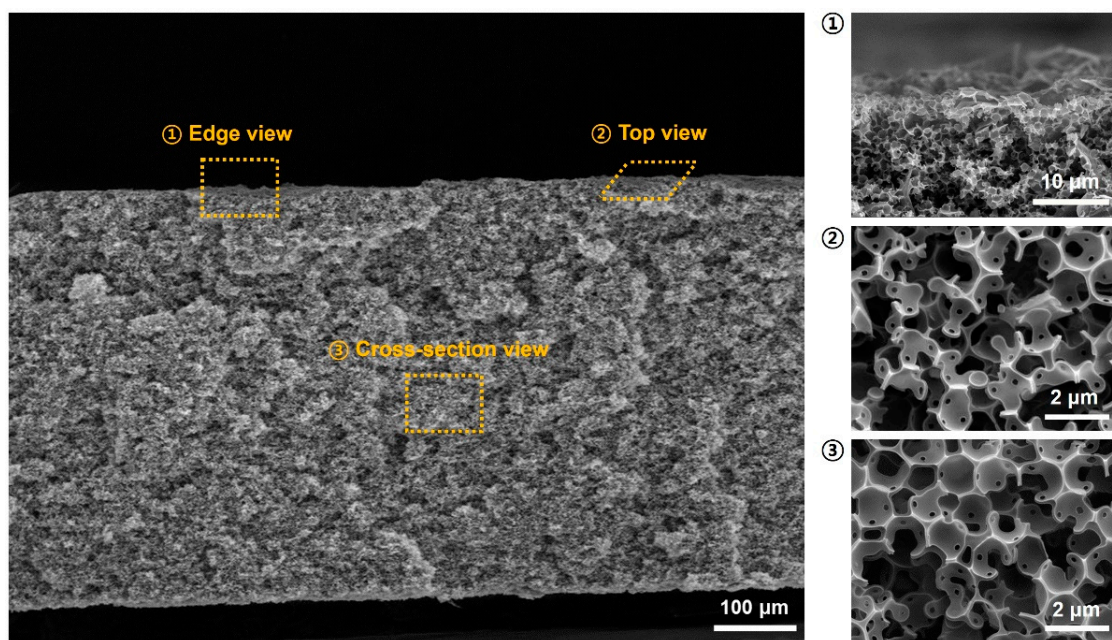 ① Edge view
② Top view
③ Cross-section view
100 μm
①
10 μm
②
2 μm
③
2 μm